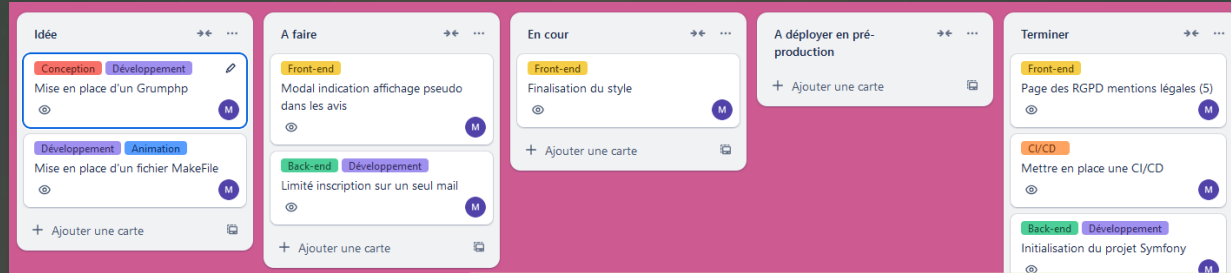 Idée
Conception Développement
Mise en place d'un Grumphp
M
Développement Animation
Mise en place d'un fichier MakeFile
M
+ Ajouter une carte
A faire
Front-end
Modal indication affichage pseudo
dans les avis
M
Back-end Développement
Limité inscription sur un seul mail
M
+ Ajouter une carte
En cour
Front-end
Finalisation du style
M
+ Ajouter une carte
A déployer en pré-
production
+ Ajouter une carte
Terminer
Front-end
Page des RGPD mentions légales (5)
M
CI/CD
Mettre en place une CI/CD
M
Back-end Développement
Initialisation du projet Symfony
M